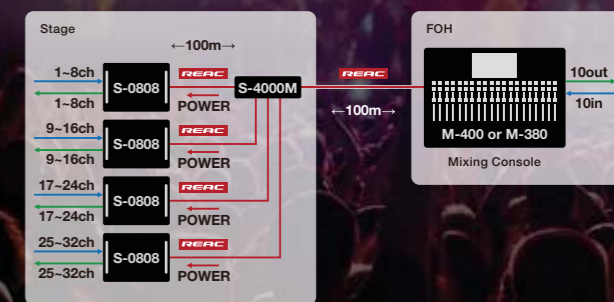 Stage
←100m→
1~8ch
1~8ch
S-0808
REAC
POWER
S-4000M
9~16ch
9~16ch
S-0808
REAC
POWER
17~24ch
17~24ch
S-0808
REAC
POWER
25~32ch
25~32ch
S-0808
REAC
POWER
REAC
←100m→
FOH
M-400 or M-380
Mixing Console
10out
10in